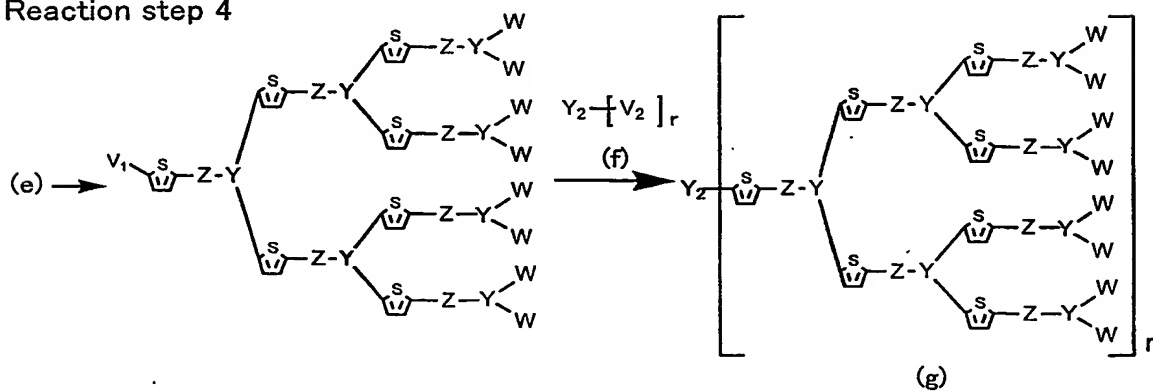 Reaction step 4
W
S Z-Y
W
S Z-Y
W
S Z-Y
W
(e)
V₁ S Z-Y
W
S Z-Y
W
S Z-Y
W
S Z-Y
W
Y₂-[V₂]r
(f)
W
S Z-Y
W
S Z-Y
W
S Z-Y
W
Y₂ S Z-Y
W
S Z-Y
W
S Z-Y
W
S Z-Y
W
r
(g)